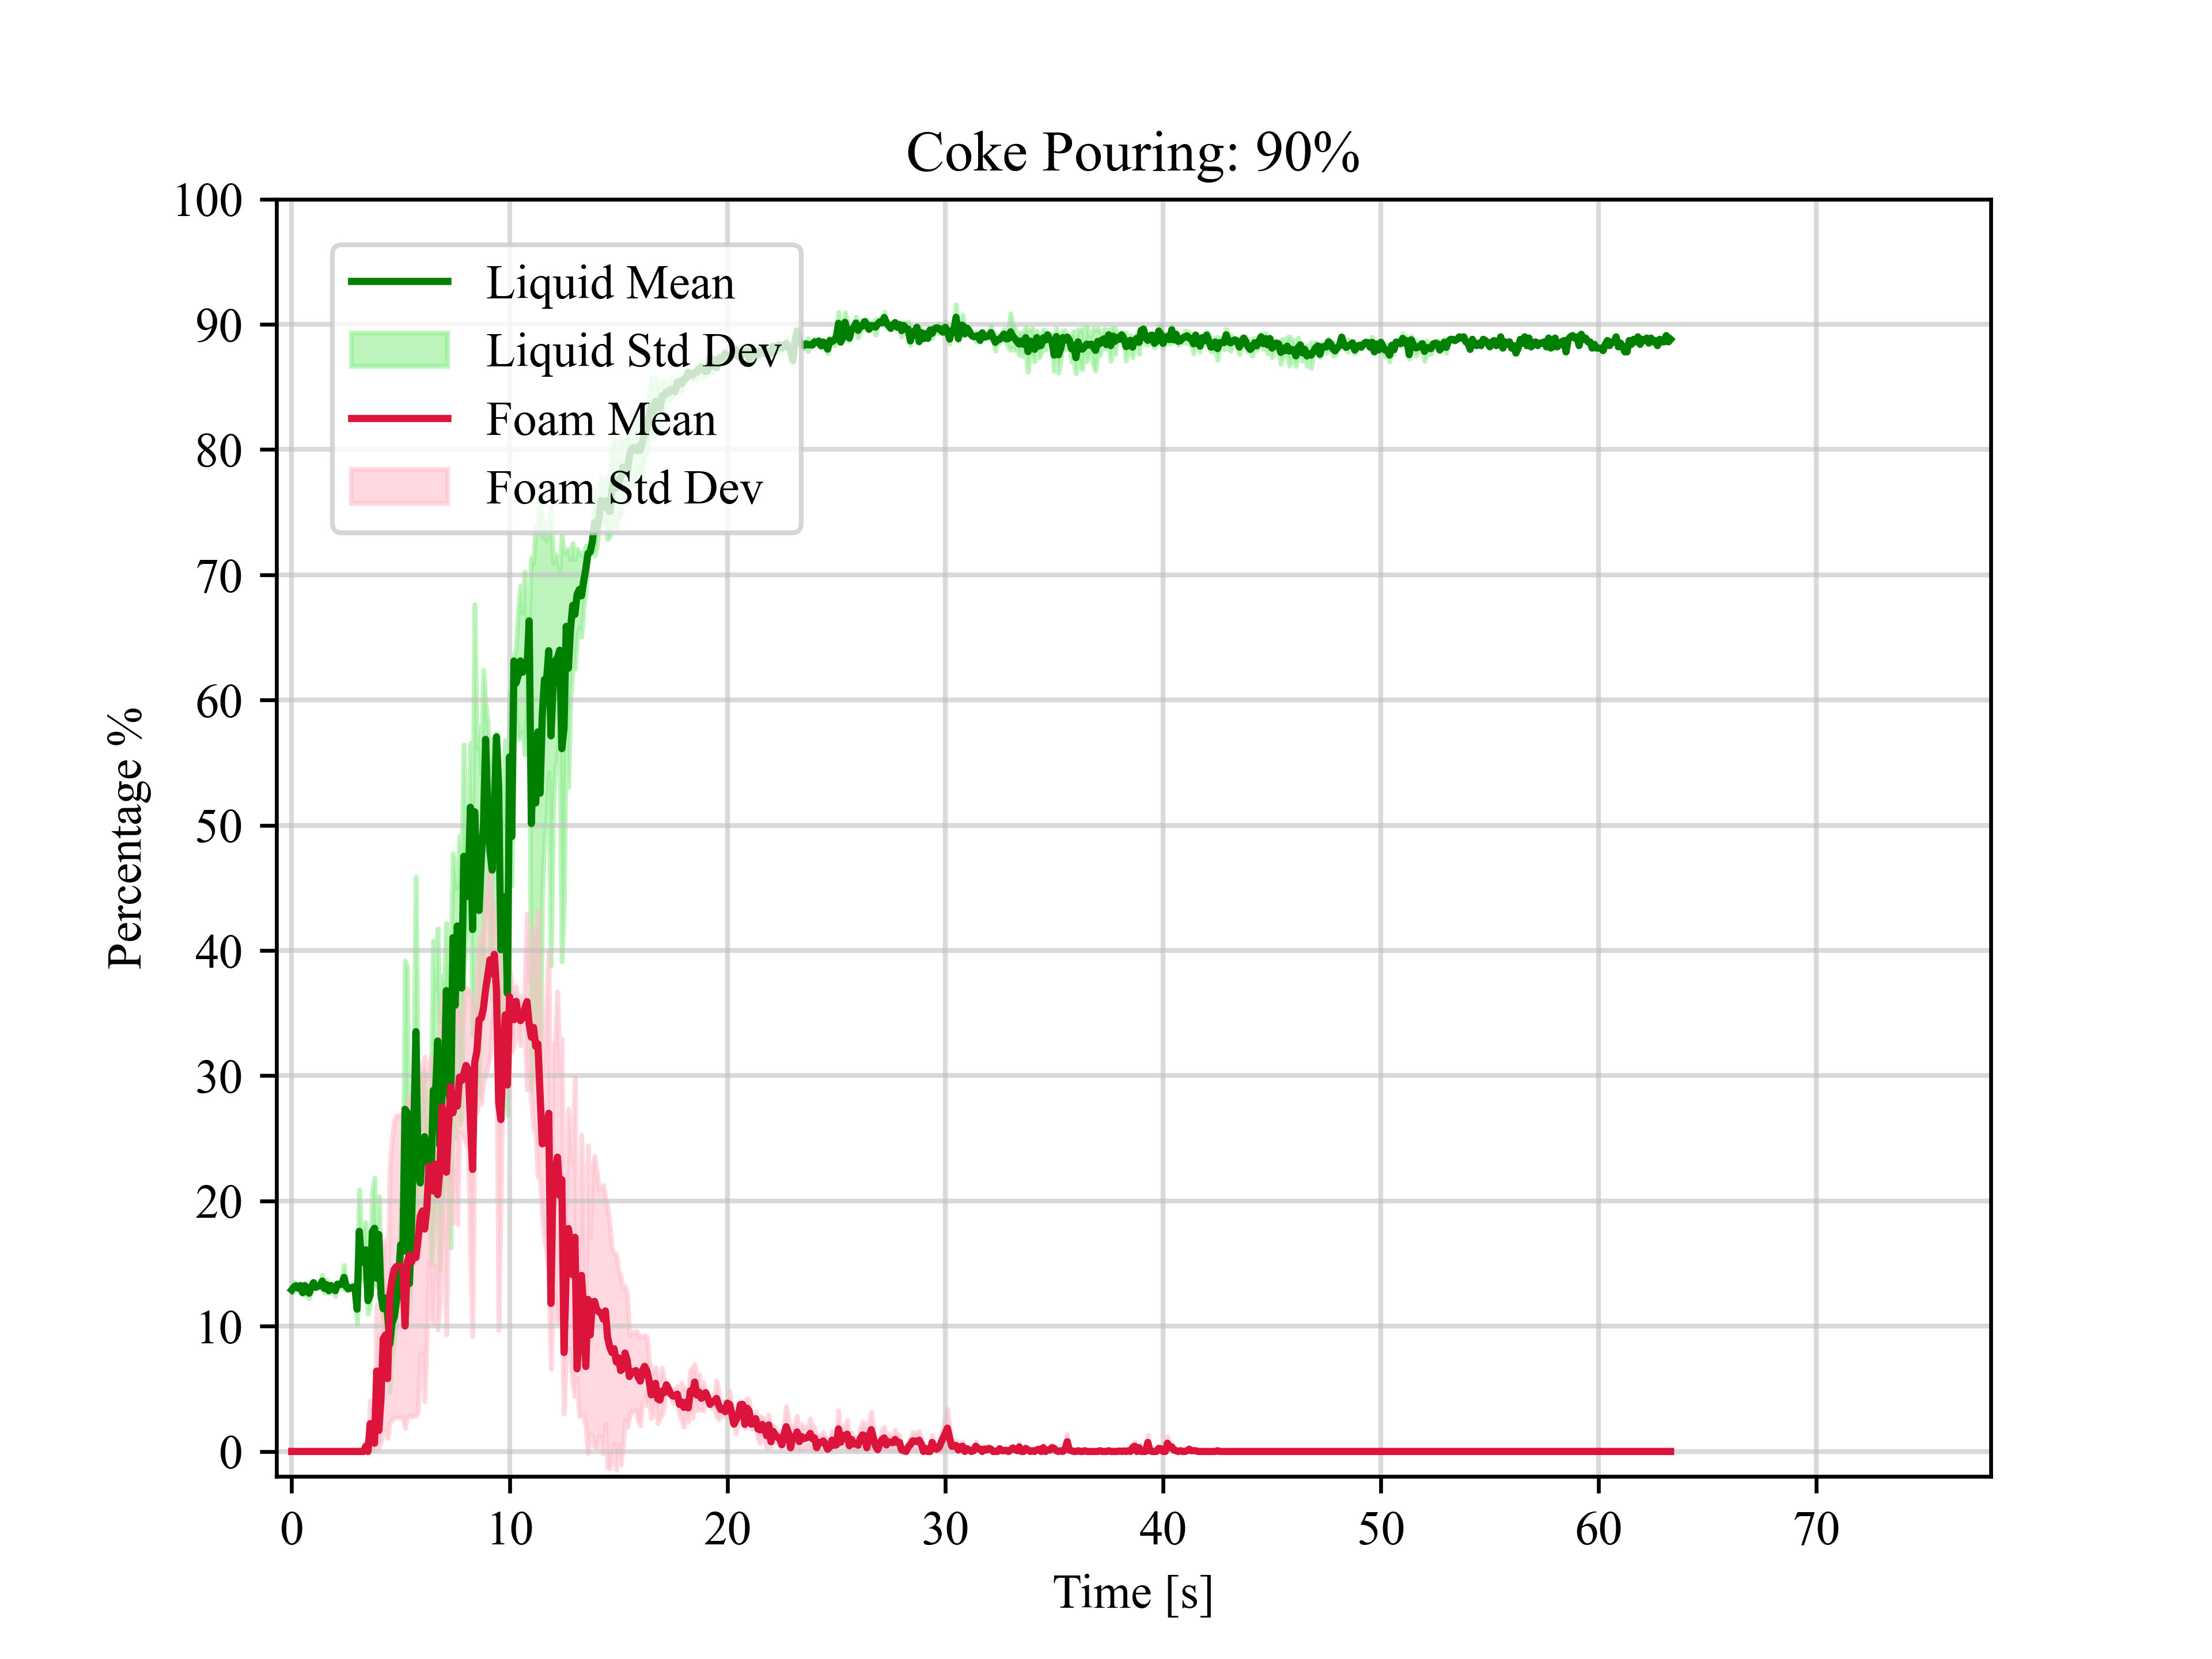 Coke Pouring: 90%
100
90
80
70
60
50
40
30
20
10
0
Percentage %
Liquid Mean
Liquid Std Dev
Foam Mean
Foam Std Dev
0 10 20 30 40 50 60 70
Time [s]